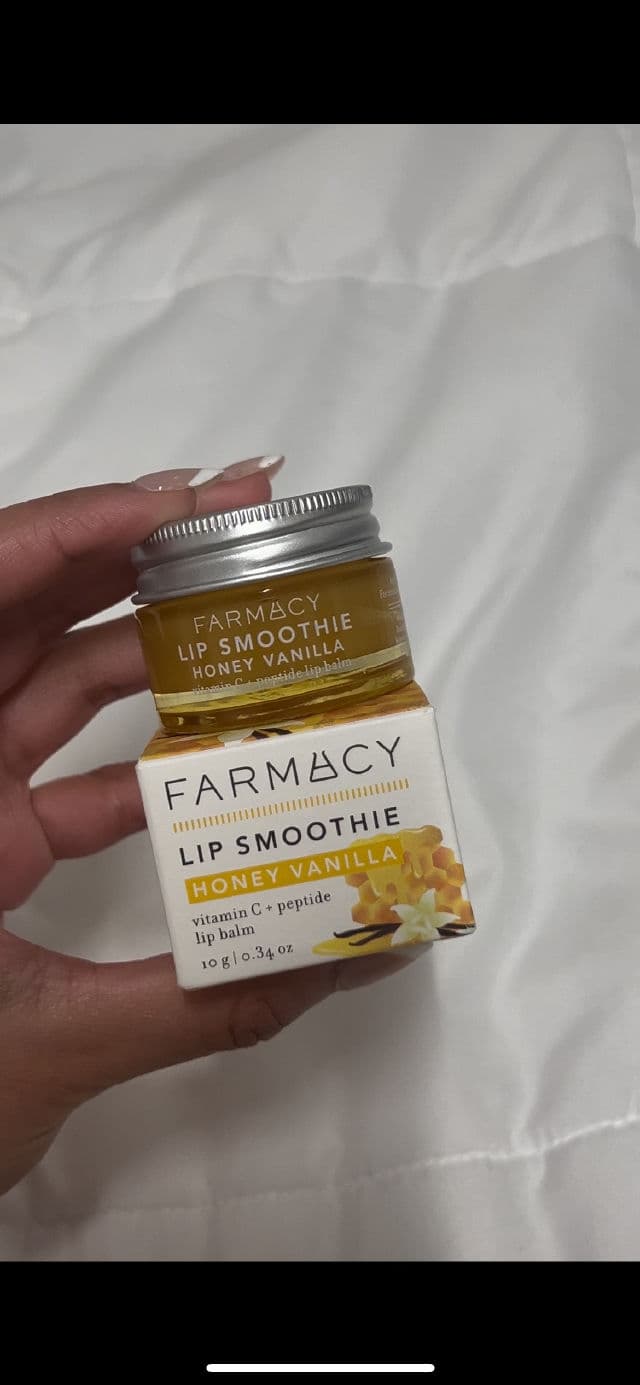 FARMACY
LIP SMOOTHIE
HONEY VANILLA
vitamin C + peptide lip balm
FARMACY
LIP SMOOTHIE
HONEY VANILLA
vitamin C + peptide
lip balm
10 g | 0.34 oz